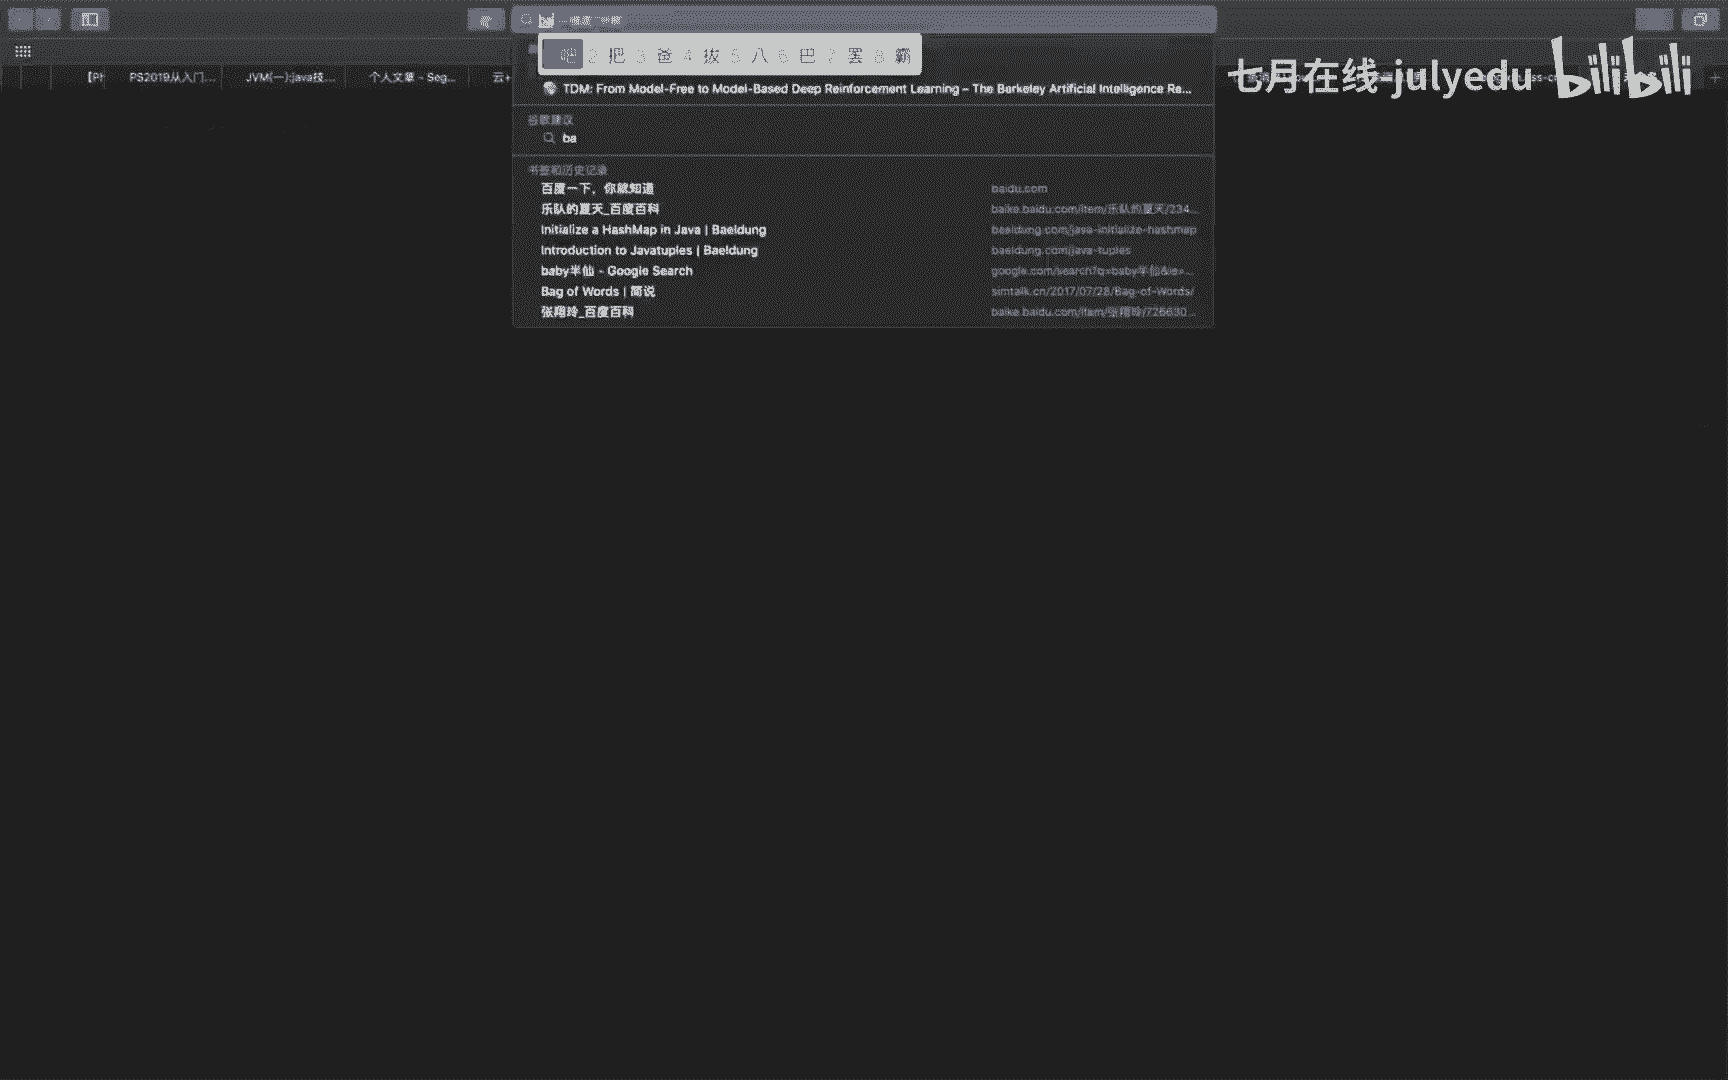 ba
吧 2 把 3 爸 4 拔 5 八 6 巴 7 罢 8 霸
七月在线-julyedu bilibili
【PH
PS2019从入门...
JVM(一):java技...
个人文章 - Seg...
云+
TDM: From Model-Free to Model-Based Deep Reinforcement Learning – The Berkeley Artificial Intelligence Re...
谷歌建议
ba
书签和历史记录
百度一下，你就知道 baidu.com
乐队的夏天_百度百科 baike.baidu.com/item/乐队的夏天/234...
Initialize a HashMap in Java | Baeldung baeldung.com/java-initialize-hashmap
Introduction to Javatuples | Baeldung baeldung.com/java-tuples
baby半仙 - Google Search google.com/search?q=baby半仙&ie=...
Bag of Words | 简说 simtalk.cn/2017/07/28/Bag-of-Words/
张翔玲_百度百科 baike.baidu.com/item/张翔玲/726630...